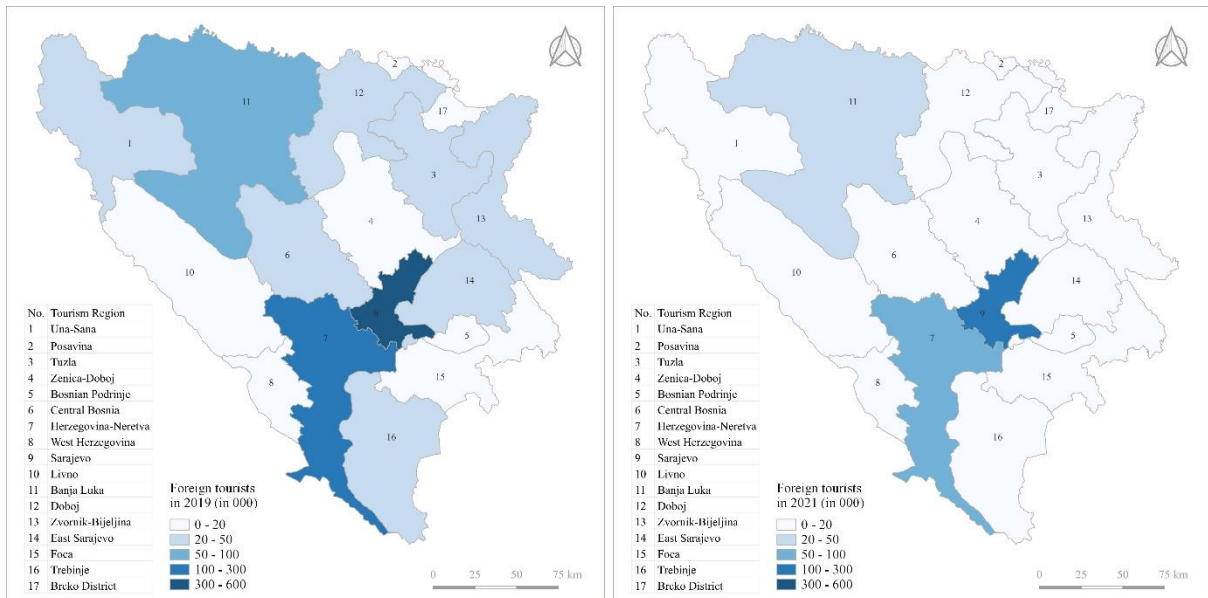 2
12
17
11
1
3
4
13
6
10
14
9
7
5
15
8
16
No. Tourism Region
1 Una-Sana
2 Posavina
3 Tuzla
4 Zenica-Doboj
5 Bosnian Podrinje
6 Central Bosnia
7 Herzegovina-Neretva
8 West Herzegovina
9 Sarajevo
10 Livno
11 Banja Luka
12 Doboj
13 Zvornik-Bijeljina
14 East Sarajevo
15 Foca
16 Trebinje
17 Brcko District
Foreign tourists
in 2019 (in 000)
0 - 20
20 - 50
50 - 100
100 - 300
300 - 600
0 25 50 75 km
2
12
17
11
1
3
4
13
6
10
14
9
7
5
15
8
16
No. Tourism Region
1 Una-Sana
2 Posavina
3 Tuzla
4 Zenica-Doboj
5 Bosnian Podrinje
6 Central Bosnia
7 Herzegovina-Neretva
8 West Herzegovina
9 Sarajevo
10 Livno
11 Banja Luka
12 Doboj
13 Zvornik-Bijeljina
14 East Sarajevo
15 Foca
16 Trebinje
17 Brcko District
Foreign tourists
in 2021 (in 000)
0 - 20
20 - 50
50 - 100
100 - 300
300 - 600
0 25 50 75 km